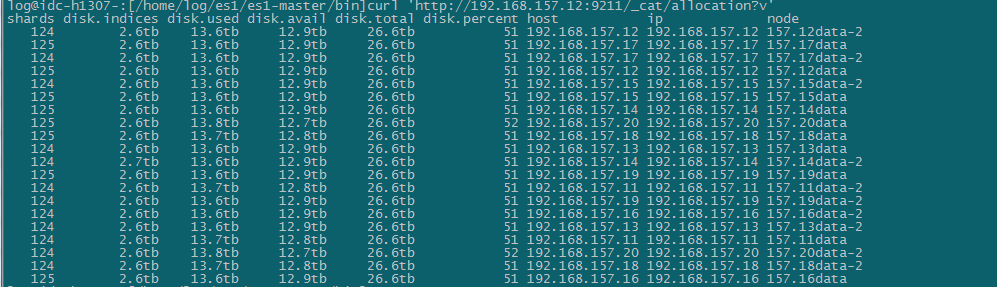 log@idc-h1307-:[/home/log/es1/es1-master/bin]curl 'http://192.168.157.12:9211/_cat/allocation?v'
shards disk.indices disk.used disk.avail disk.total disk.percent host ip node
124 2.6tb 13.6tb 12.9tb 26.6tb 51 192.168.157.12 192.168.157.12 157.12data-2
125 2.6tb 13.6tb 12.9tb 26.6tb 51 192.168.157.17 192.168.157.17 157.17data
124 2.6tb 13.6tb 12.9tb 26.6tb 51 192.168.157.17 192.168.157.17 157.17data-2
125 2.6tb 13.6tb 12.9tb 26.6tb 51 192.168.157.12 192.168.157.12 157.12data
124 2.6tb 13.6tb 12.9tb 26.6tb 51 192.168.157.15 192.168.157.15 157.15data-2
125 2.6tb 13.6tb 12.9tb 26.6tb 51 192.168.157.15 192.168.157.15 157.15data
125 2.6tb 13.6tb 12.9tb 26.6tb 51 192.168.157.14 192.168.157.14 157.14data
125 2.6tb 13.8tb 12.7tb 26.6tb 52 192.168.157.20 192.168.157.20 157.20data
125 2.6tb 13.7tb 12.8tb 26.6tb 51 192.168.157.18 192.168.157.18 157.18data
124 2.6tb 13.6tb 12.9tb 26.6tb 51 192.168.157.13 192.168.157.13 157.13data
124 2.7tb 13.6tb 12.9tb 26.6tb 51 192.168.157.14 192.168.157.14 157.14data-2
125 2.6tb 13.6tb 12.9tb 26.6tb 51 192.168.157.19 192.168.157.19 157.19data
124 2.6tb 13.7tb 12.8tb 26.6tb 51 192.168.157.11 192.168.157.11 157.11data-2
124 2.6tb 13.6tb 12.9tb 26.6tb 51 192.168.157.19 192.168.157.19 157.19data-2
124 2.6tb 13.6tb 12.9tb 26.6tb 51 192.168.157.16 192.168.157.16 157.16data-2
124 2.6tb 13.6tb 12.9tb 26.6tb 51 192.168.157.13 192.168.157.13 157.13data-2
124 2.6tb 13.7tb 12.8tb 26.6tb 51 192.168.157.11 192.168.157.11 157.11data
124 2.6tb 13.8tb 12.7tb 26.6tb 52 192.168.157.20 192.168.157.20 157.20data-2
124 2.6tb 13.7tb 12.8tb 26.6tb 51 192.168.157.18 192.168.157.18 157.18data-2
125 2.6tb 13.6tb 12.9tb 26.6tb 51 192.168.157.16 192.168.157.16 157.16data